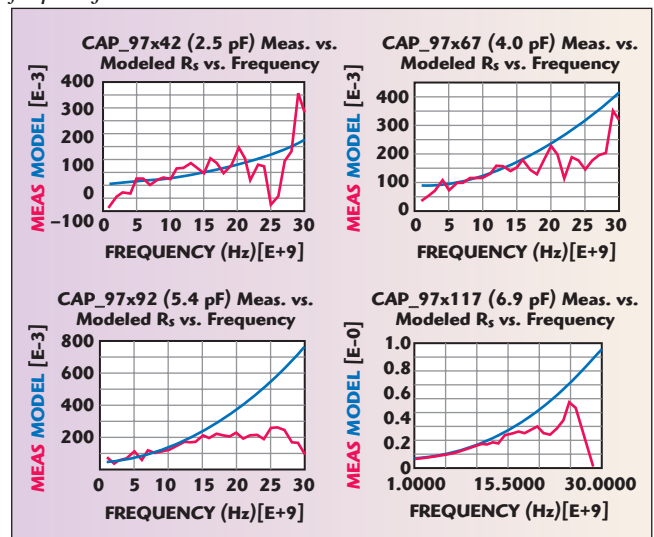 CAP_97x42 (2.5 pF) Meas. vs.
Modeled Rs vs. Frequency
MEAS MODEL [E-3]
400
300
200
100
0
−100
0 5 10 15 20 25 30
FREQUENCY (Hz)[E+9]
CAP_97x67 (4.0 pF) Meas. vs.
Modeled Rs vs. Frequency
MEAS MODEL [E-3]
400
300
200
100
0
0 5 10 15 20 25 30
FREQUENCY (Hz)[E+9]
CAP_97x92 (5.4 pF) Meas. vs.
Modeled Rs vs. Frequency
MEAS MODEL [E-3]
800
600
400
200
0 5 10 15 20 25 30
FREQUENCY (Hz)[E+9]
CAP_97x117 (6.9 pF) Meas. vs.
Modeled Rs vs. Frequency
MEAS MODEL [E-0]
1.0
0.8
0.6
0.4
0.2
0
1.0000 15.5000 30.0000
FREQUENCY (Hz)[E+9]